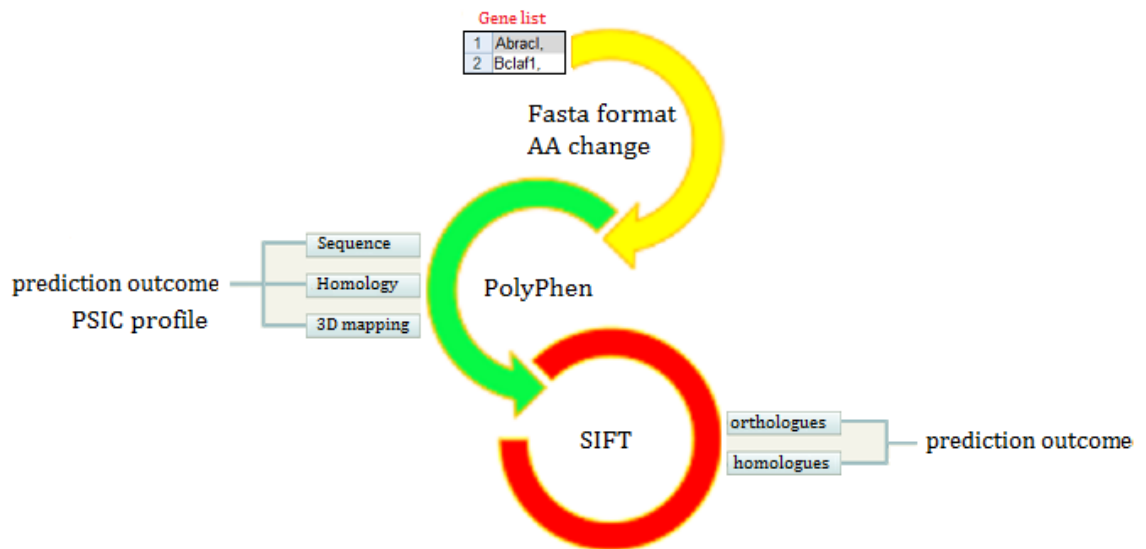 Gene list
1 Abracl,
2 Bclaf1,
Fasta format
AA change
Sequence
Homology
3D mapping
prediction outcome
PSIC profile
PolyPhen
SIFT
orthologues
homologues
prediction outcome